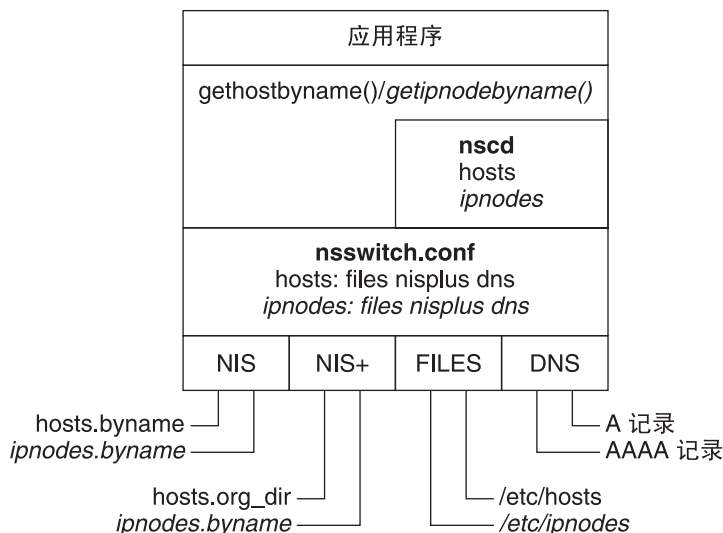 应用程序
gethostbyname()/getipnodebyname()
nscd
hosts
ipnodes
nsswitch.conf
hosts: files nisplus dns
ipnodes: files nisplus dns
NIS
NIS+
FILES
DNS
hosts.byname
ipnodes.byname
A 记录
AAAA 记录
hosts.org_dir
ipnodes.byname
/etc/hosts
/etc/ipnodes